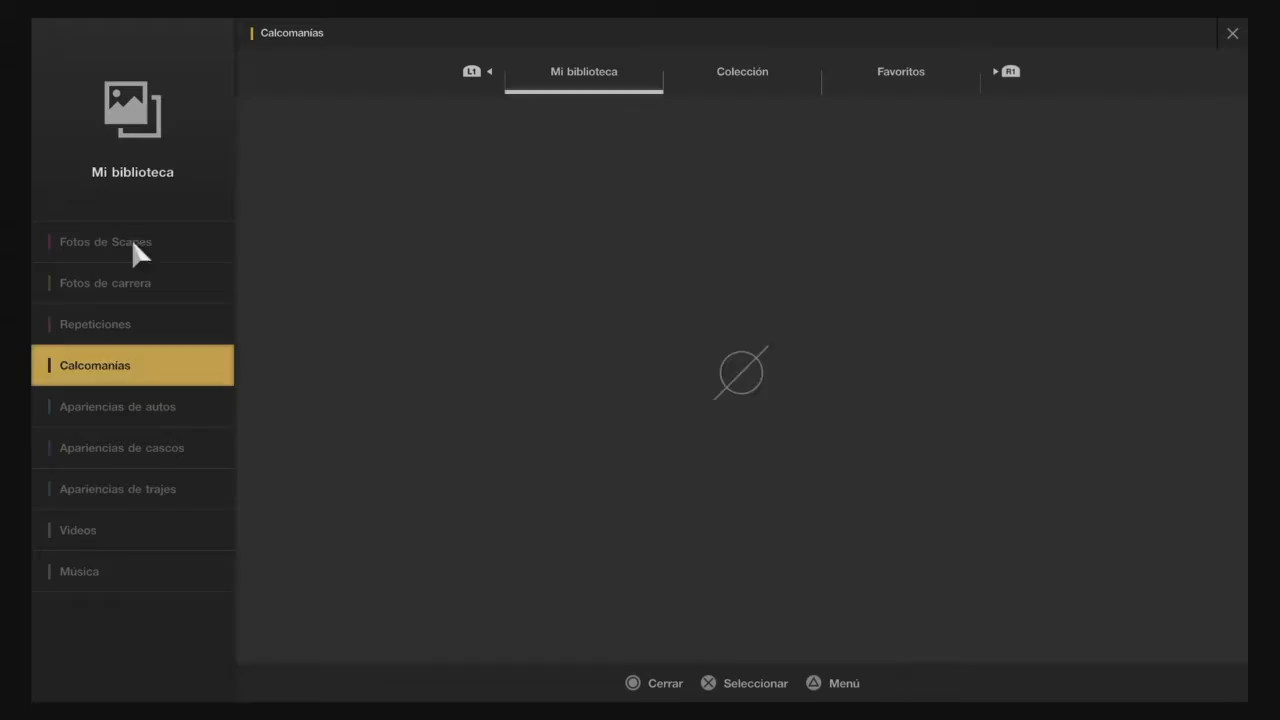 Calcomanías
L1 Mi biblioteca Colección Favoritos R1
Mi biblioteca
Fotos de Scapes
Fotos de carrera
Repeticiones
Calcomanías
Apariencias de autos
Apariencias de cascos
Apariencias de trajes
Videos
Música
Cerrar Seleccionar Menú